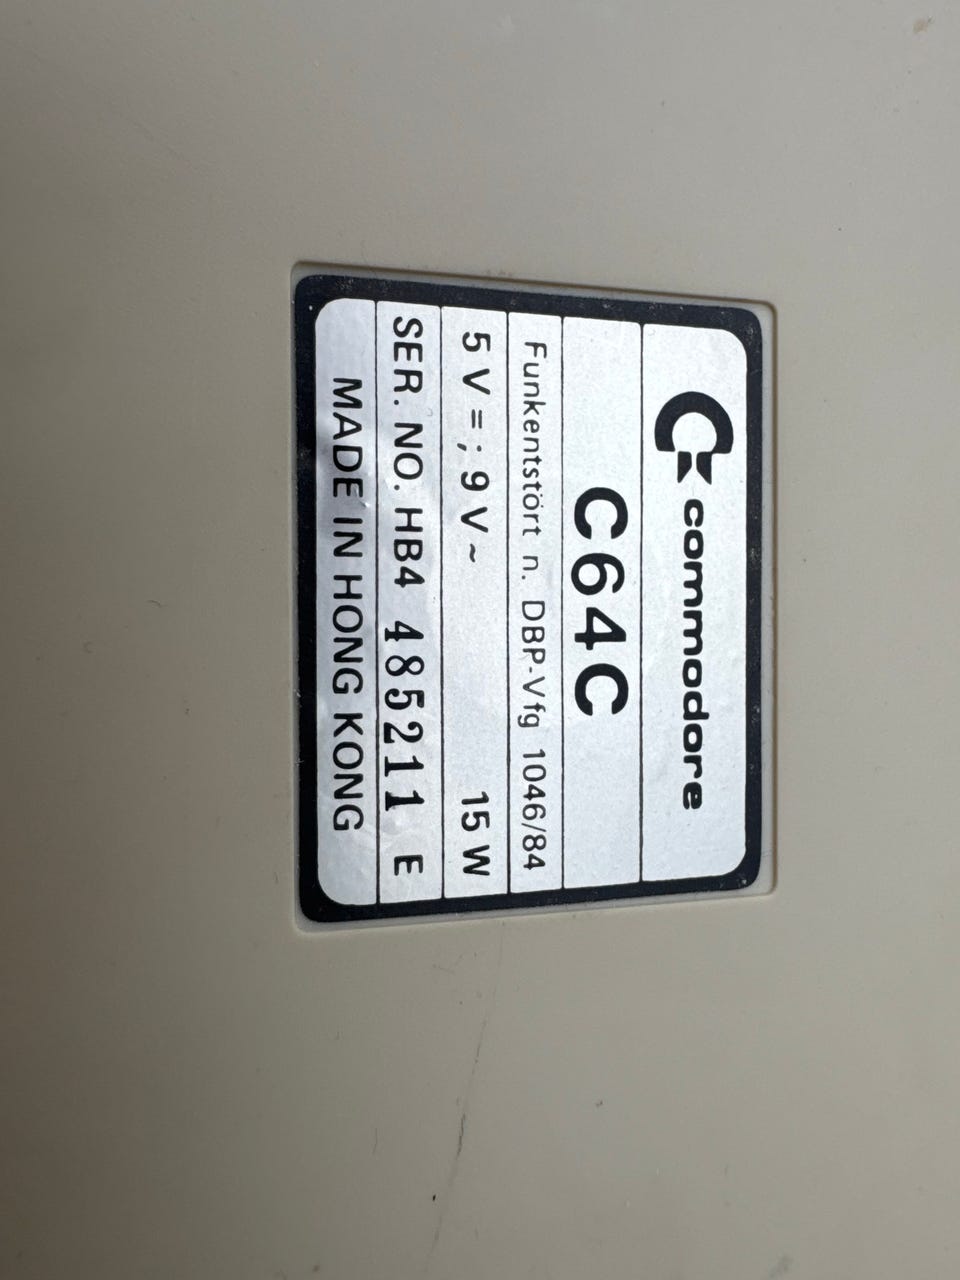 commodore
C64C
Funkentstört n. DBP-Vfg 1046/84
5 V = ; 9 V ~ 15 W
SER. NO. HB4 485211 E
MADE IN HONG KONG